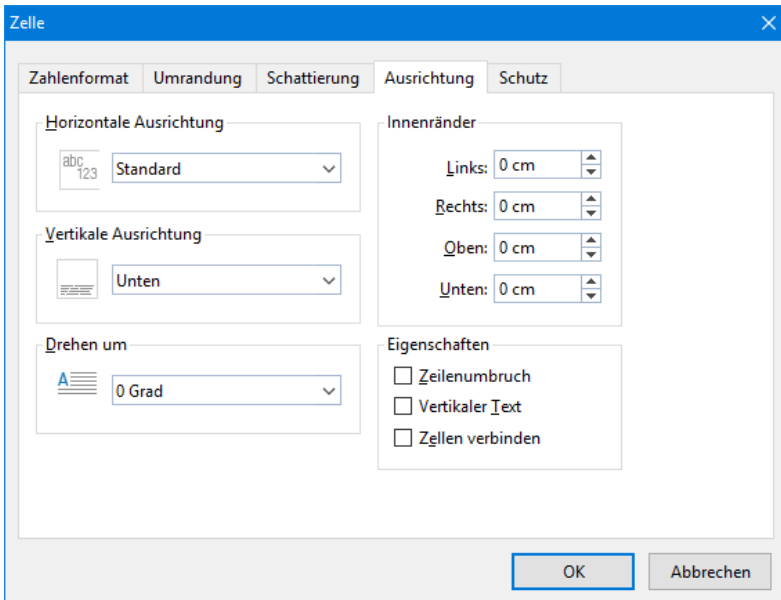 Zelle
Zahlenformat Umrandung Schattierung Ausrichtung Schutz
Horizontale Ausrichtung
abc
123
Standard
Vertikale Ausrichtung
Unten
Drehen um
A
0 Grad
Innenränder
Links: 0 cm
Rechts: 0 cm
Oben: 0 cm
Unten: 0 cm
Eigenschaften
Zeilenumbruch
Vertikaler Text
Zellen verbinden
OK Abbrechen